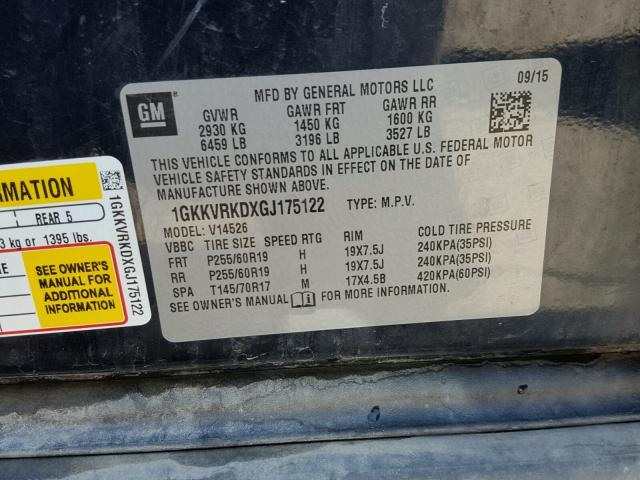 GM
MFD BY GENERAL MOTORS LLC
09/15
GVWR GAWR FRT GAWR RR
2930 KG 1450 KG 1600 KG
6459 LB 3196 LB 3527 LB
THIS VEHICLE CONFORMS TO ALL APPLICABLE U.S. FEDERAL MOTOR
VEHICLE SAFETY STANDARDS IN EFFECT ON THE DATE OF
MANUFACTURE SHOWN ABOVE.
1GKKVRKDXGJ175122 TYPE: M.P.V.
MODEL: V14526
VBBC TIRE SIZE SPEED RTG RIM COLD TIRE PRESSURE
FRT P255/60R19 H 19X7.5J 240KPA(35PSI)
RR P255/60R19 H 19X7.5J 240KPA(35PSI)
SPA T145/70R17 M 17X4.5B 420KPA(60PSI)
SEE OWNER'S MANUAL FOR MORE INFORMATION.
REAR 5
kg or 1395 lbs.
SEE OWNER'S
MANUAL FOR
ADDITIONAL
INFORMATION
1GKKVRKDXGJ175122